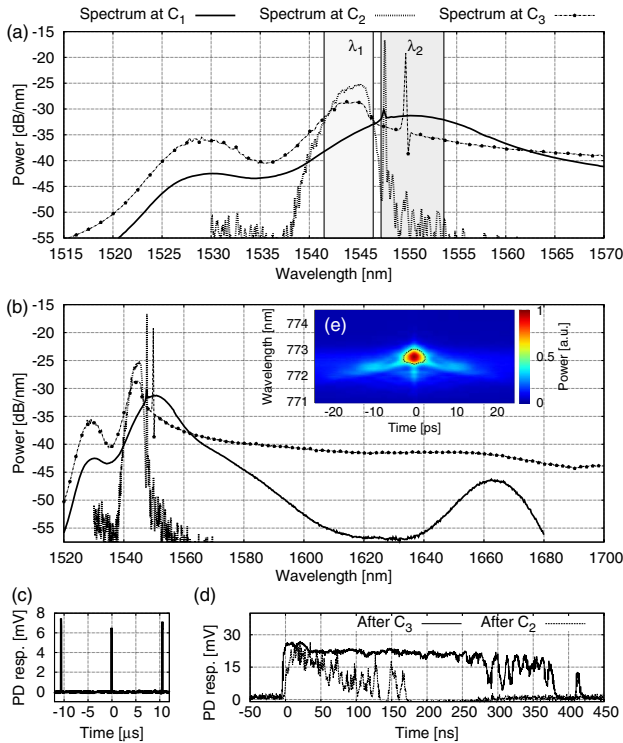 Spectrum at C1 Spectrum at C2 Spectrum at C3
(a)
λ1 λ2
Power [dB/nm]
-15
-20
-25
-30
-35
-40
-45
-50
-55
1515 1520 1525 1530 1535 1540 1545 1550 1555 1560 1565 1570
Wavelength [nm]
(b)
Power [dB/nm]
-15
-20
-25
-30
-35
-40
-45
-50
-55
1520 1540 1560 1580 1600 1620 1640 1660 1680 1700
Wavelength [nm]
(e)
Wavelength [nm]
774
773
772
771
-20 -10 0 10 20
Time [ps]
1
0.5
0
Power [a.u.]
(c)
PD resp. [mV]
8
6
4
2
0
-10 -5 0 5 10
Time [μs]
(d)
After C3 After C2
PD resp. [mV]
30
15
0
-50 0 50 100 150 200 250 300 350 400 450
Time [ns]